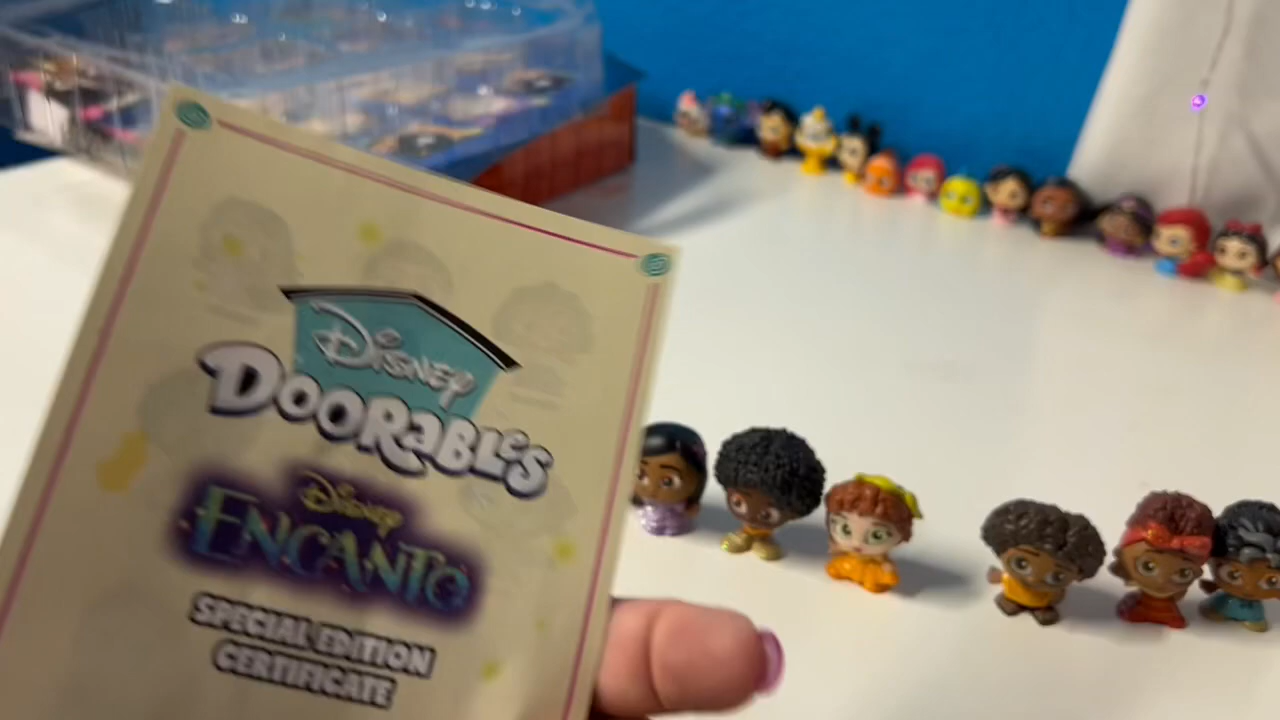 Disney
Doorables
Disney
ENCANTO
SPECIAL EDITION
CERTIFICATE